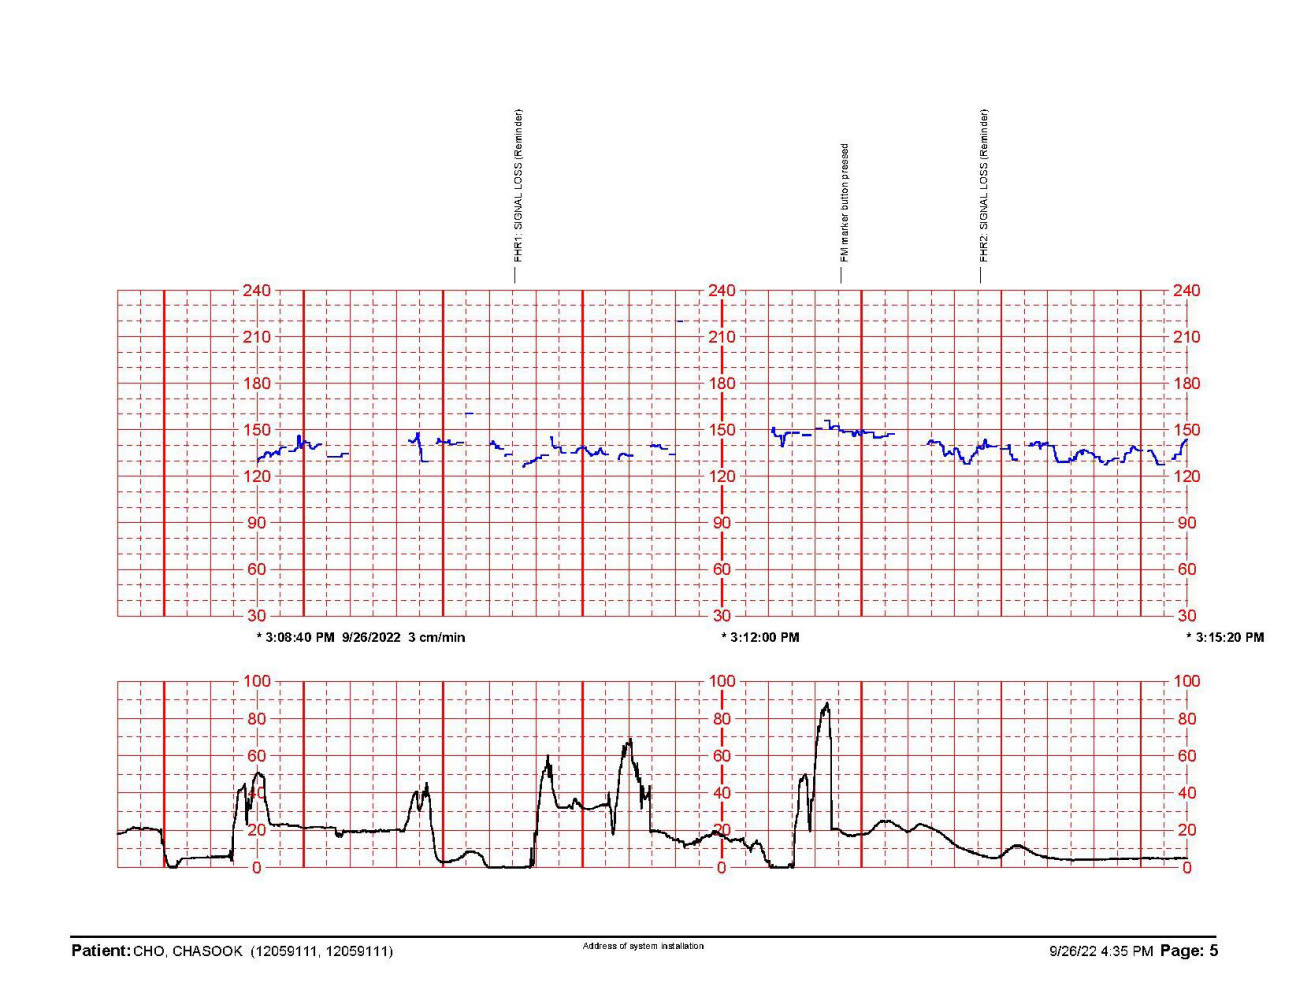 FHR1: SIGNAL LOSS (Reminder)
FM marker button pressed
FHR2: SIGNAL LOSS (Reminder)
240 240 240
210 210 210
180 180 180
150 150 150
120 120 120
90 90 90
60 60 60
30 30 30
* 3:08:40 PM 9/26/2022 3 cm/min * 3:12:00 PM * 3:15:20 PM
100 100 100
80 80 80
60 60 60
40 40 40
20 20 20
0 0 0
Patient: CHO, CHASOOK (12059111, 12059111) Address of system installation 9/26/22 4:35 PM Page: 5